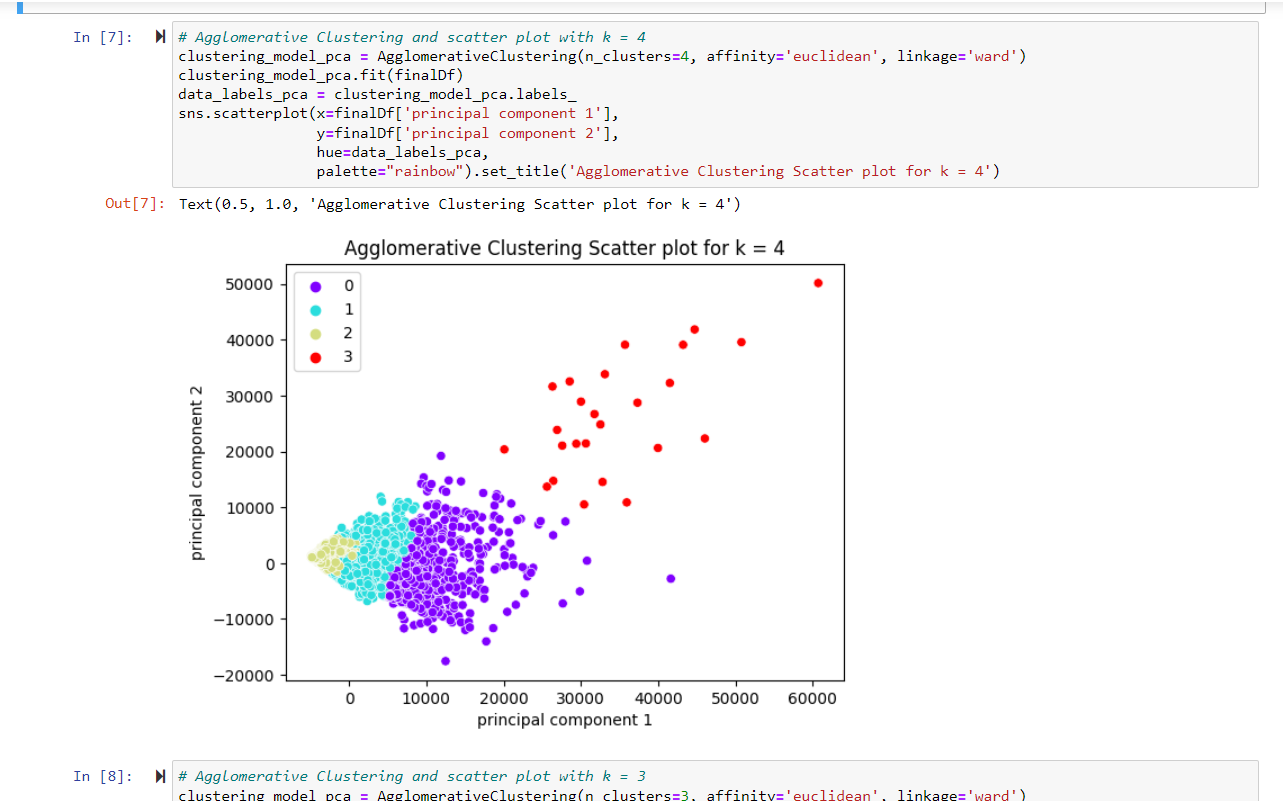 In [7]:
# Agglomerative Clustering and scatter plot with k = 4
clustering_model_pca = AgglomerativeClustering(n_clusters=4, affinity='euclidean', linkage='ward')
clustering_model_pca.fit(finalDf)
data_labels_pca = clustering_model_pca.labels_
sns.scatterplot(x=finalDf['principal component 1'],
y=finalDf['principal component 2'],
hue=data_labels_pca,
palette="rainbow").set_title('Agglomerative Clustering Scatter plot for k = 4')
Out[7]: Text(0.5, 1.0, 'Agglomerative Clustering Scatter plot for k = 4')
Agglomerative Clustering Scatter plot for k = 4
0
1
2
3
principal component 2
50000
40000
30000
20000
10000
0
−10000
−20000
0 10000 20000 30000 40000 50000 60000
principal component 1
In [8]:
# Agglomerative Clustering and scatter plot with k = 3
clustering_model_pca = AgglomerativeClustering(n_clusters=3, affinity='euclidean', linkage='ward')